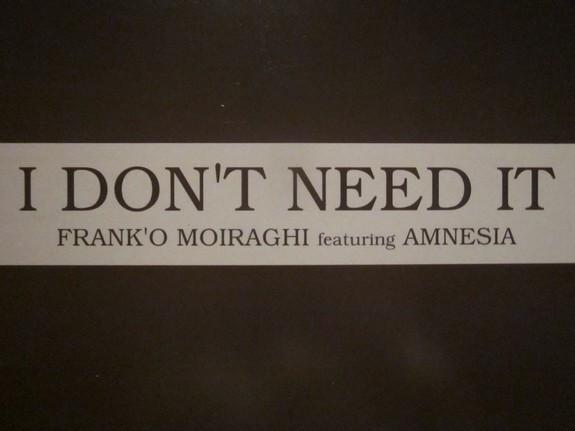 I DON'T NEED IT
FRANK'O MOIRAGHI featuring AMNESIA